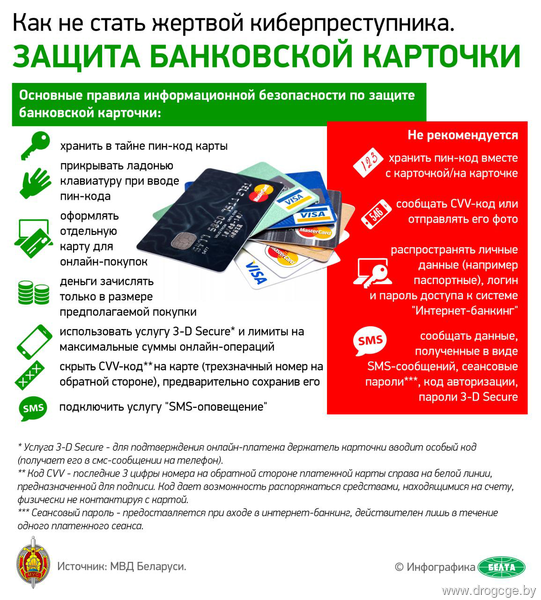 Как не стать жертвой киберпреступника.
ЗАЩИТА БАНКОВСКОЙ КАРТОЧКИ
Основные правила информационной безопасности по защите
банковской карточки:
хранить в тайне пин-код карты
прикрывать ладонью
клавиатуру при вводе
пин-кода
оформлять
отдельную
карту для
онлайн-покупок
деньги зачислять
только в размере
предполагаемой покупки
использовать услугу 3-D Secure* и лимиты на
максимальные суммы онлайн-операций
скрыть CVV-код** на карте (трехзначный номер на
обратной стороне), предварительно сохранив его
SMS
подключить услугу "SMS-оповещение"
MasterCard
VISA
VISA
MasterCard
VISA
Не рекомендуется
123
хранить пин-код вместе
с карточкой/на карточке
586
сообщать CVV-код или
отправлять его фото
распространять личные
данные (например
паспортные), логин
и пароль доступа к системе
"Интернет-банкинг"
SMS
сообщать данные,
полученные в виде
SMS-сообщений, сеансовые
пароли***, код авторизации,
пароли 3-D Secure
* Услуга 3-D Secure - для подтверждения онлайн-платежа держатель карточки вводит особый код
(получает его в смс-сообщении на телефон).
** Код CVV - последние 3 цифры номера на обратной стороне платежной карты справа на белой линии,
предназначенной для подписи. Код дает возможность распоряжаться средствами, находящимися на счету,
физически не контактируя с картой.
*** Сеансовый пароль - предоставляется при входе в интернет-банкинг, действителен лишь в течение
одного платежного сеанса.
Источник: МВД Беларуси.
© Инфографика
БЕЛТА
www.drogcge.by